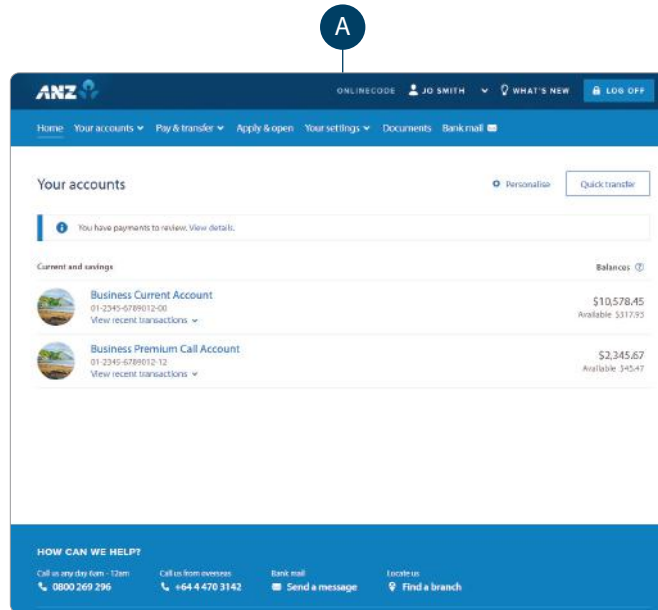 A
ANZ ONLINECODE JO SMITH WHAT'S NEW LOG OFF
Home Your accounts Pay & transfer Apply & open Your settings Documents Bank mail
Your accounts Personalise Quick transfer
You have payments to review. View details.
Current and savings Balances ?
Business Current Account
01-2345-6789012-00 $10,578.45
View recent transactions Available $317.93
Business Premium Call Account
01-2345-6789012-12 $2,345.67
View recent transactions Available $45.47
HOW CAN WE HELP?
Call us any day 6am - 12am Call us from overseas Bank mail Locate us
0800 269 296 +64 4 470 3142 Send a message Find a branch